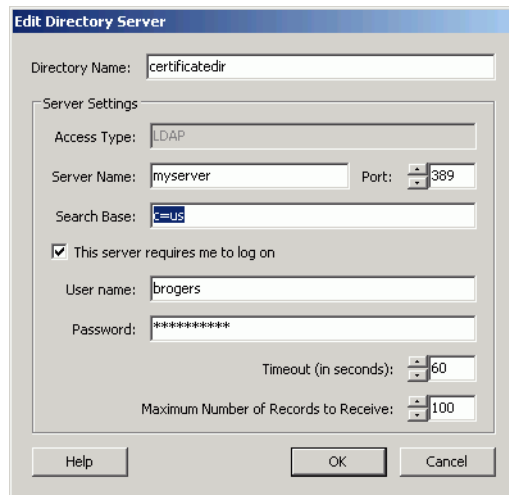 Edit Directory Server
Directory Name: certificatedir
Server Settings
Access Type: LDAP
Server Name: myserver Port: 389
Search Base: c=us
This server requires me to log on
User name: brogers
Password: **********
Timeout (in seconds): 60
Maximum Number of Records to Receive: 100
Help OK Cancel